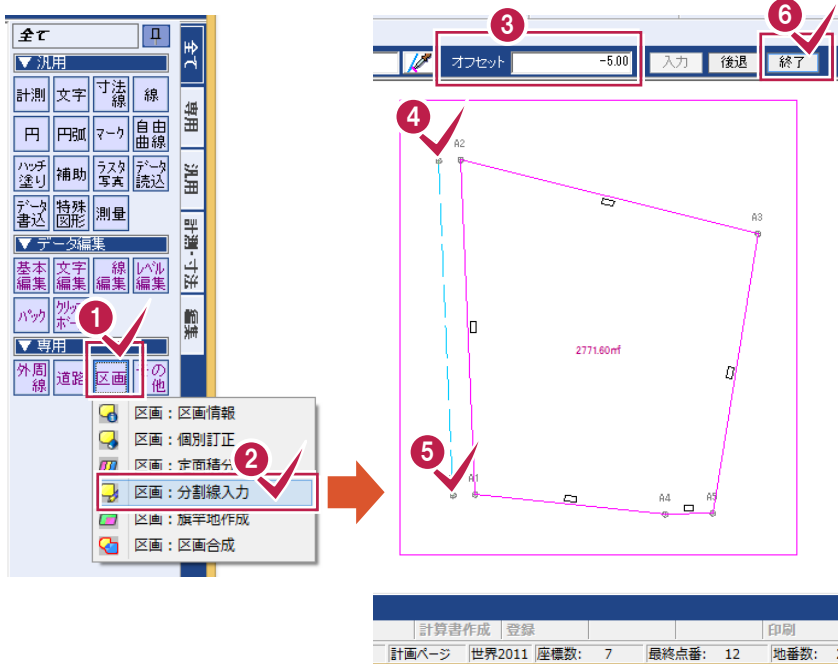 全て
▼汎用
計測 文字 寸法線 線
円 円弧 マーク 自由曲線
ハッチ塗り 補助 ラスタ写真 データ読込
データ書込 特殊図形 測量
▼データ編集
基本編集 文字編集 線編集 レベル編集
パック
▼専用
外周線 道路 区画 その他
全て
専用
汎用
計測・寸法
編集
1
区画：区画情報
区画：個別訂正
区画：定面積分
2
区画：分割線入力
区画：旗竿地作成
区画：区画合成
3
6
オフセット -5.00 入力 後退 終了
4
A2
A3
2771.60㎡
5
A1
A4 A5
計算書作成 登録 印刷
計画ページ 世界2011 座標数: 7 最終点番: 12 地番数: